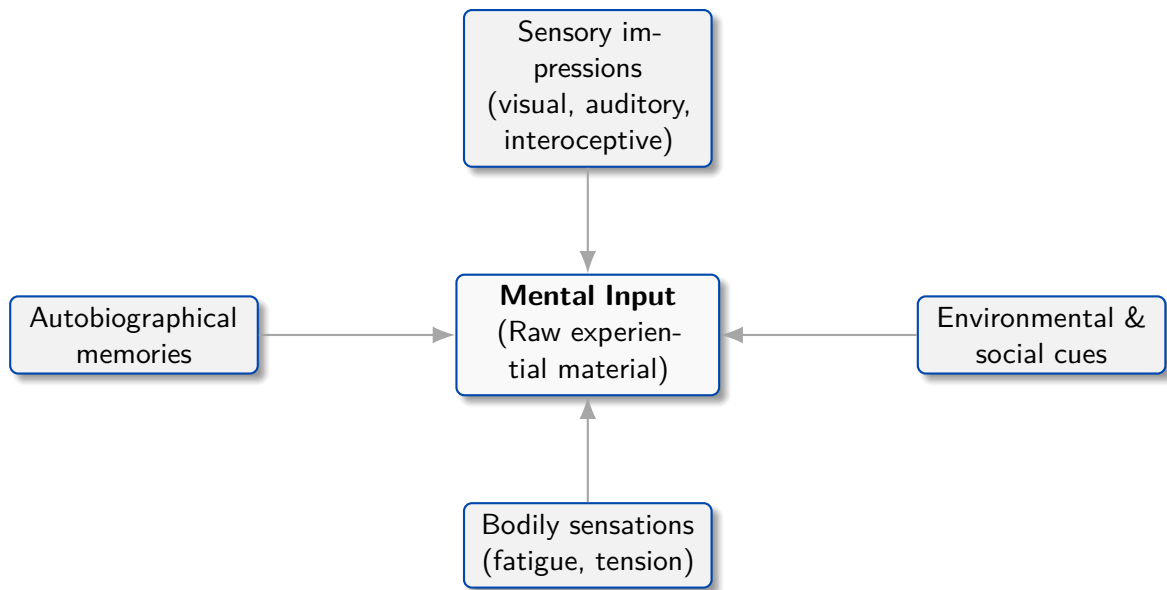 Sensory im-
pressions
(visual, auditory,
interoceptive)
Autobiographical
memories
Mental Input
(Raw experien-
tial material)
Environmental &
social cues
Bodily sensations
(fatigue, tension)